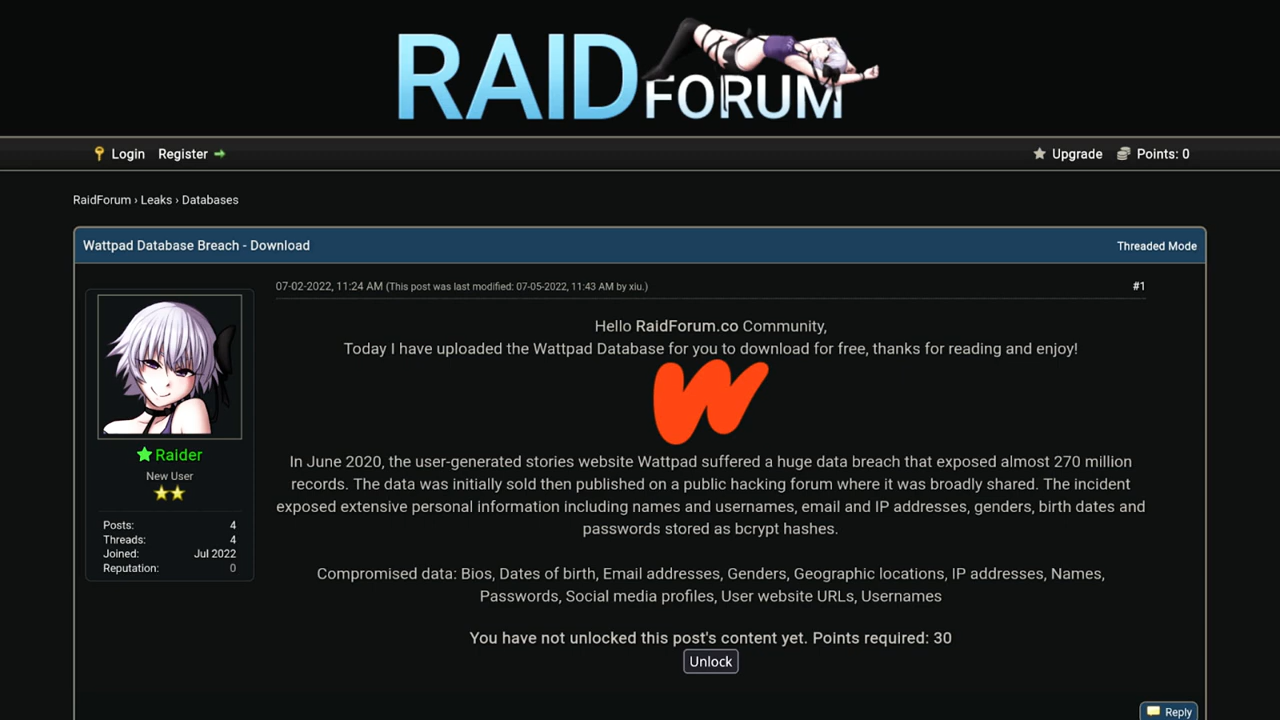 RAID FORUM
Login Register
Upgrade Points: 0
RaidForum › Leaks › Databases
Wattpad Database Breach - Download
Threaded Mode
Raider
New User
Posts: 4
Threads: 4
Joined: Jul 2022
Reputation: 0
07-02-2022, 11:24 AM (This post was last modified: 07-05-2022, 11:43 AM by xiu.)
#1
Hello RaidForum.co Community,
Today I have uploaded the Wattpad Database for you to download for free, thanks for reading and enjoy!
In June 2020, the user-generated stories website Wattpad suffered a huge data breach that exposed almost 270 million
records. The data was initially sold then published on a public hacking forum where it was broadly shared. The incident
exposed extensive personal information including names and usernames, email and IP addresses, genders, birth dates and
passwords stored as bcrypt hashes.
Compromised data: Bios, Dates of birth, Email addresses, Genders, Geographic locations, IP addresses, Names,
Passwords, Social media profiles, User website URLs, Usernames
You have not unlocked this post's content yet. Points required: 30
Unlock
Reply